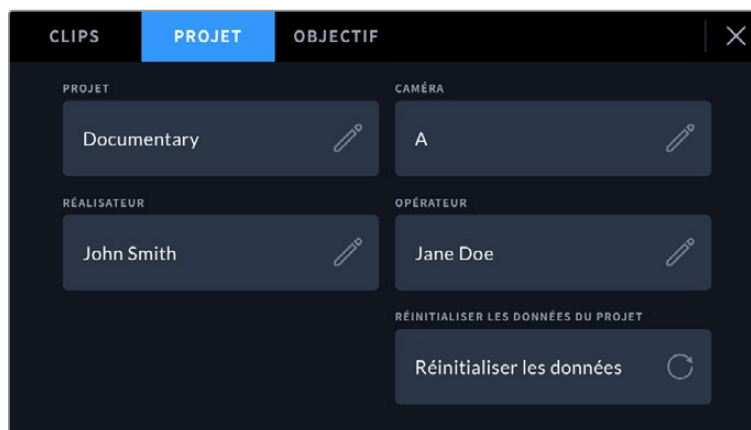 CLIPS PROJET OBJECTIF
PROJET CAMÉRA
Documentary A
RÉALISATEUR OPÉRATEUR
John Smith Jane Doe
RÉINITIALISER LES DONNÉES DU PROJET
Réinitialiser les données